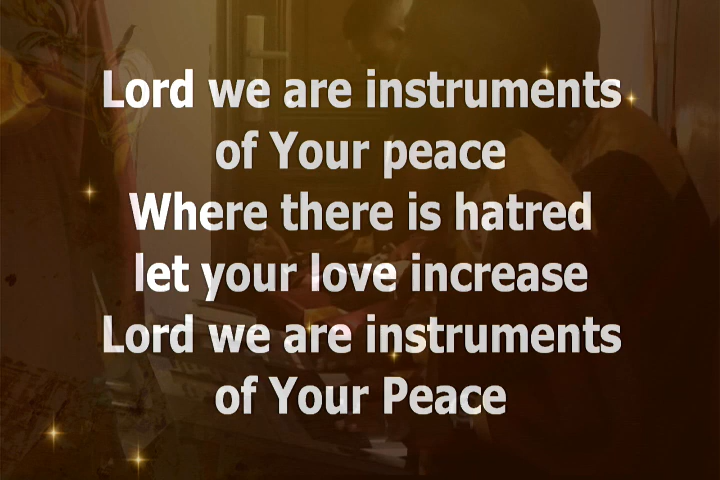 Lord we are instruments
of Your peace
Where there is hatred
let your love increase
Lord we are instruments
of Your Peace